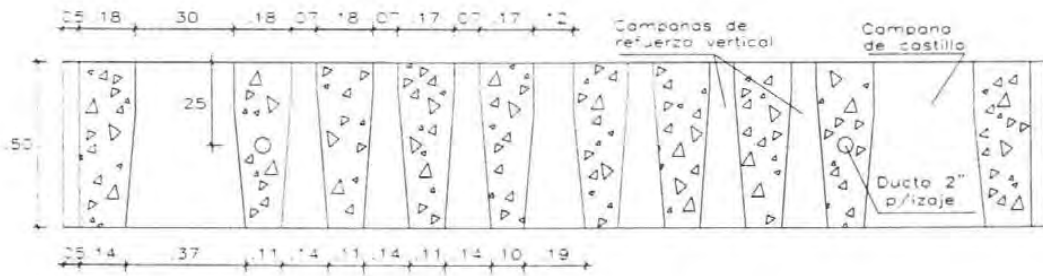 .05 .18 .30 .18 .07 .18 .07 .17 .07 .17 .12
Campanas de
refuerzo vertical
Campana
de castillo
.25
.50
Ducto 2"
p/izaje
.05 .14 .37 .11 .14 .11 .14 .11 .14 .10 .19